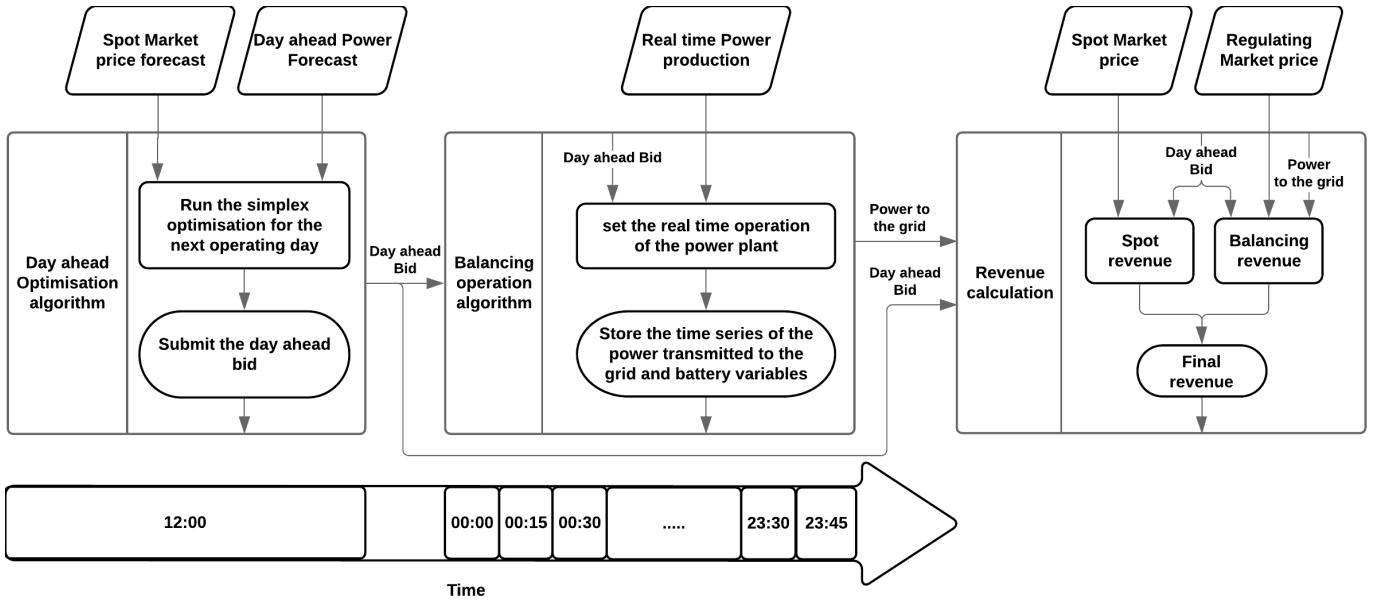 Spot Market
price forecast
Day ahead Power
Forecast
Real time Power
production
Spot Market
price
Regulating
Market price
Day ahead
Optimisation
algorithm
Run the simplex
optimisation for the
next operating day
Submit the day ahead
bid
Day ahead
Bid
Balancing
operation
algorithm
Day ahead Bid
set the real time operation
of the power plant
Store the time series of the
power transmitted to the
grid and battery variables
Power to
the grid
Day ahead
Bid
Revenue
calculation
Day ahead
Bid
Power
to the grid
Spot
revenue
Balancing
revenue
Final
revenue
12:00
00:00
00:15
00:30
.....
23:30
23:45
Time